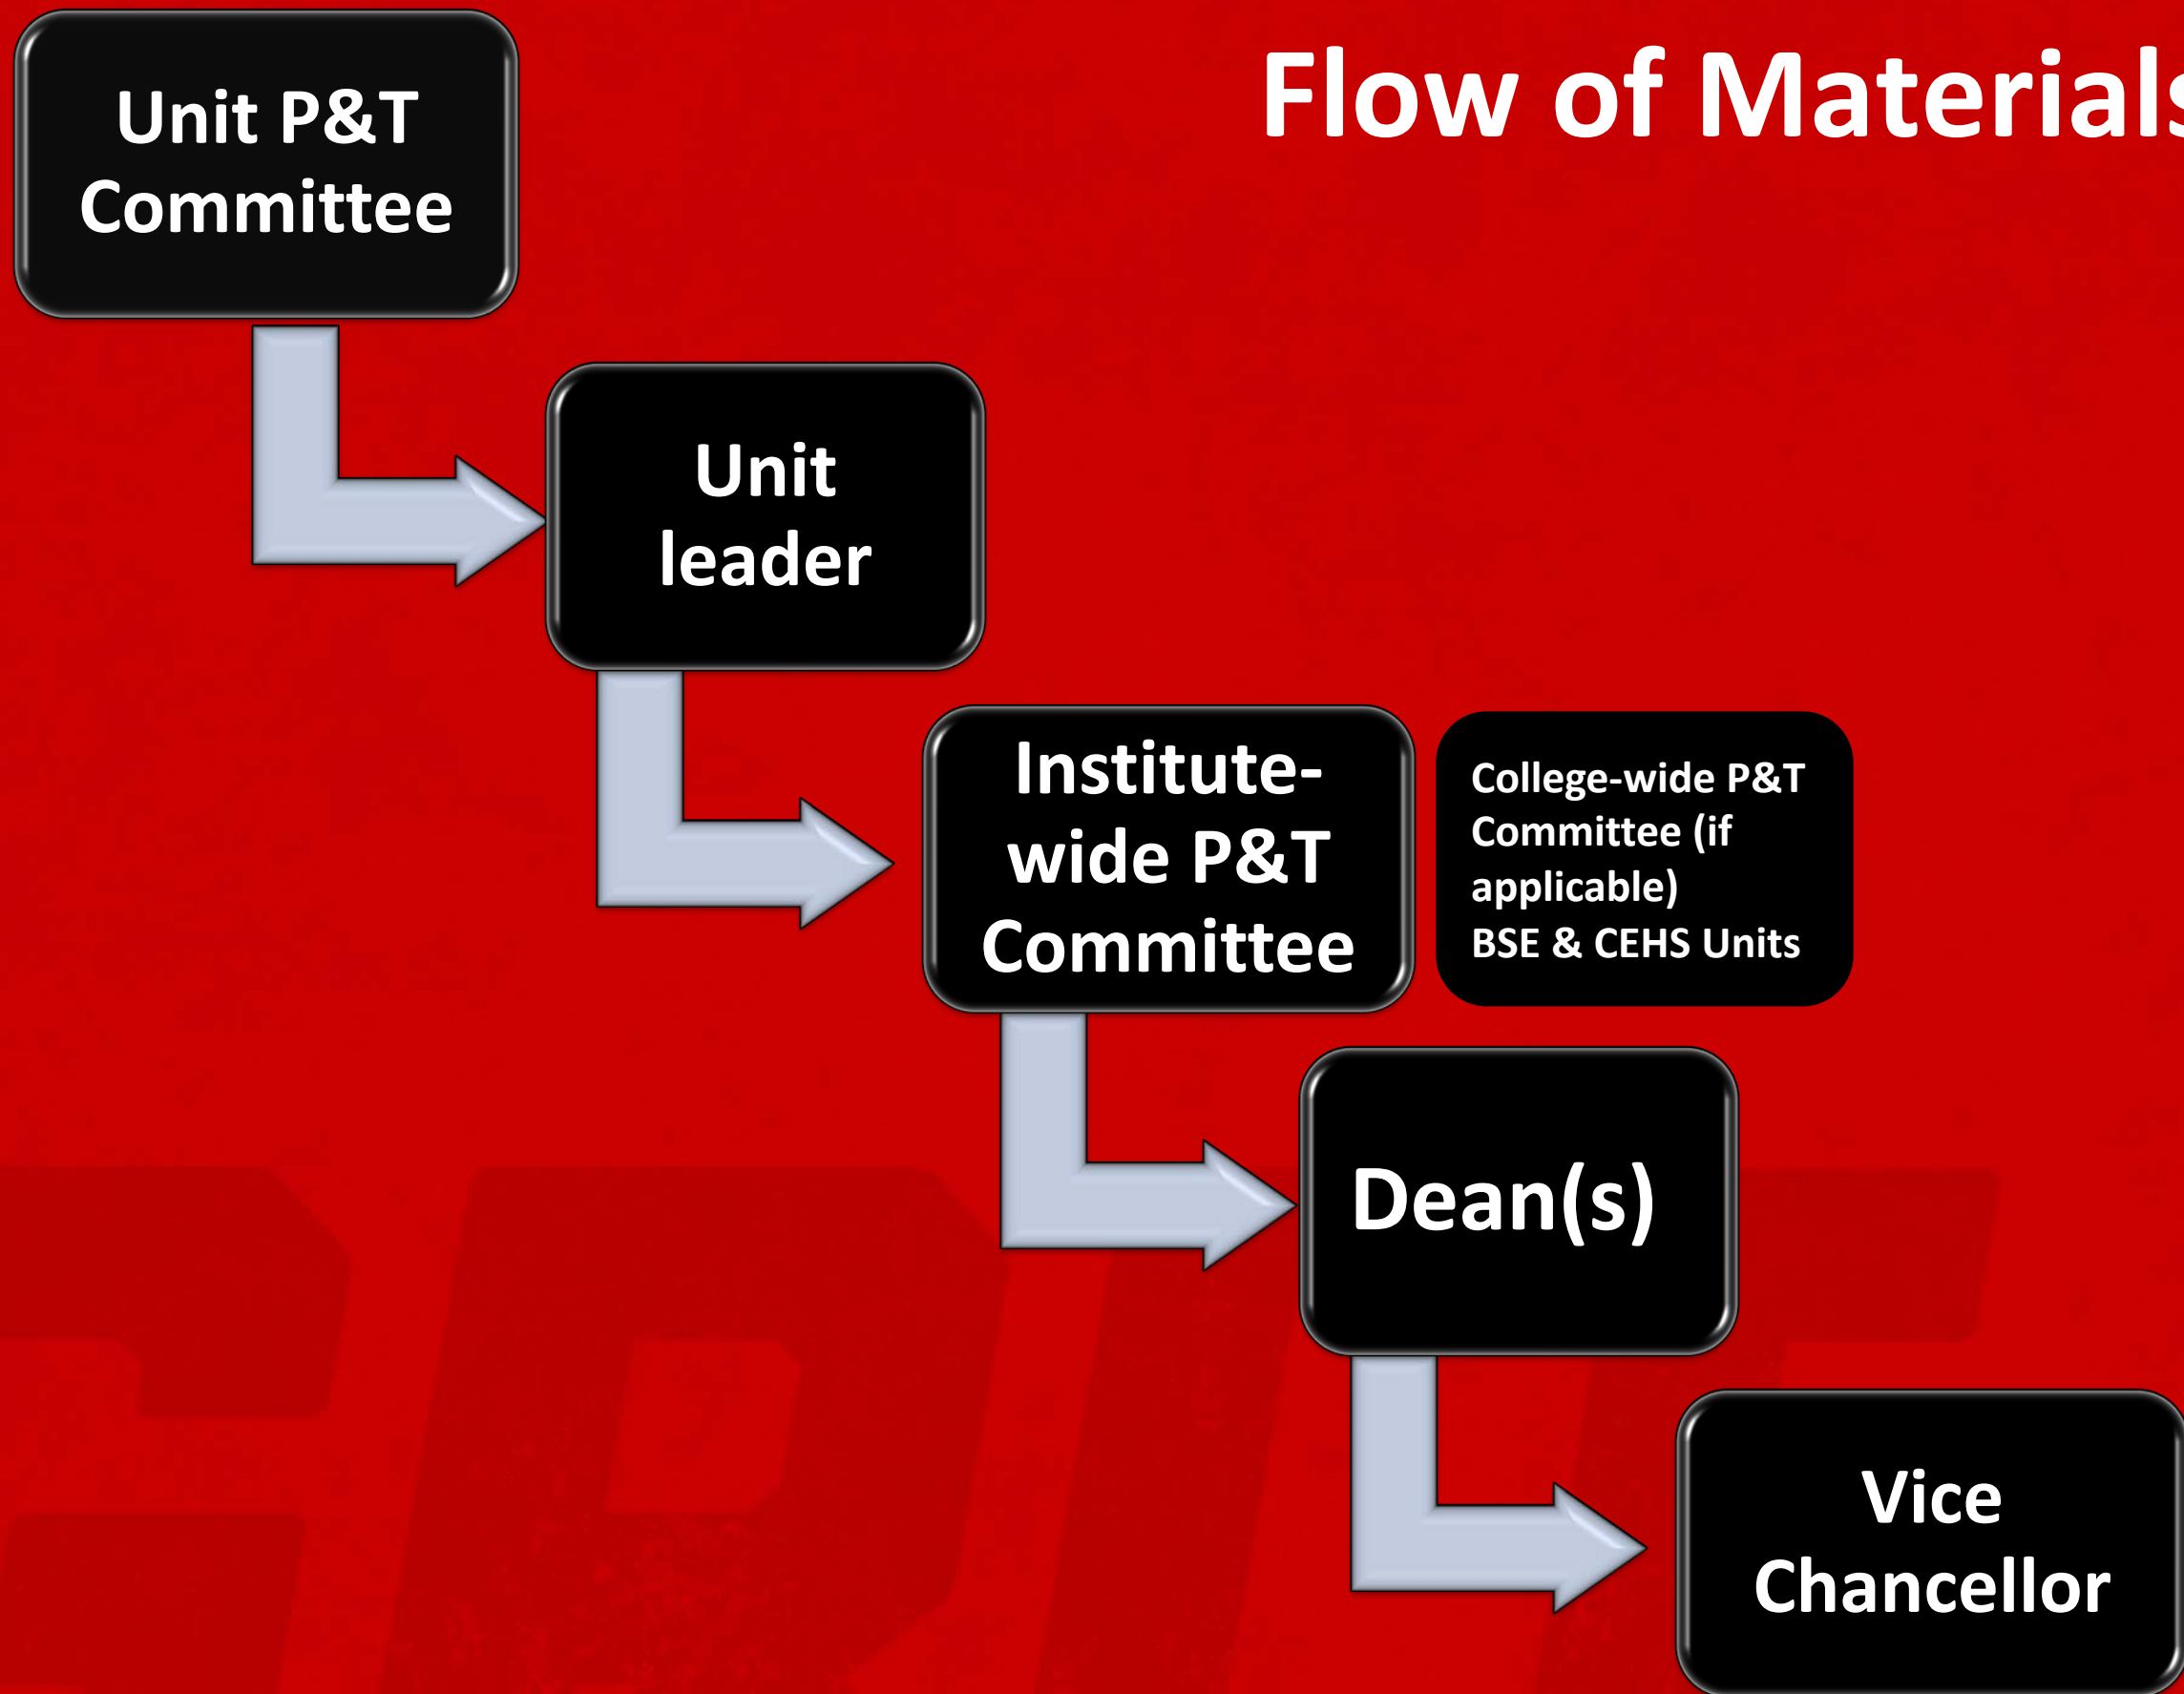 Flow of Materials
Unit P&T
Committee
Unit
leader
Institute-
wide P&T
Committee
College-wide P&T
Committee (if
applicable)
BSE & CEHS Units
Dean(s)
Vice
Chancellor